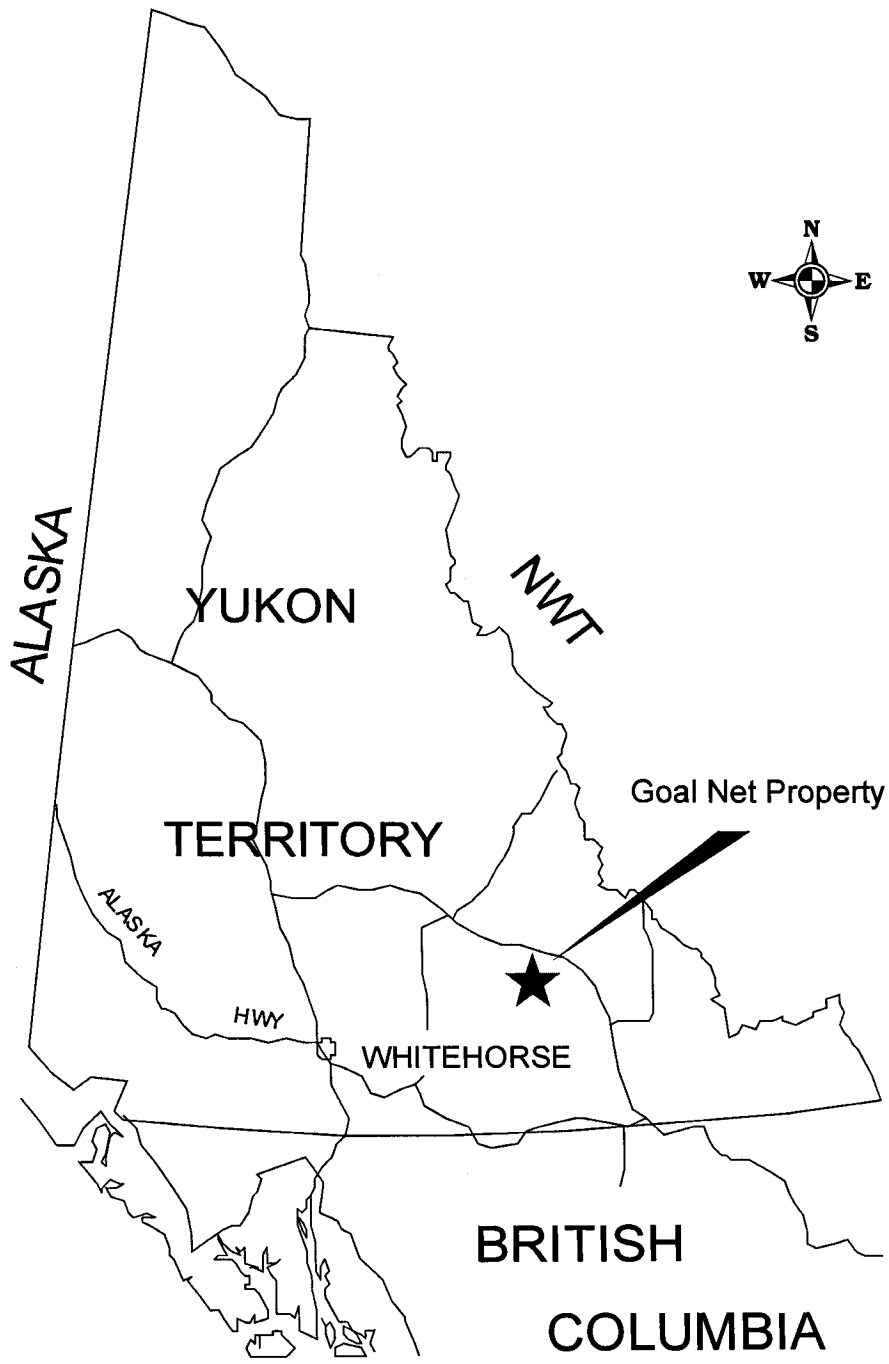 N
W E
S
ALASKA
YUKON
NWT
Goal Net Property
TERRITORY
ALASKA
HWY
WHITEHORSE
BRITISH
COLUMBIA